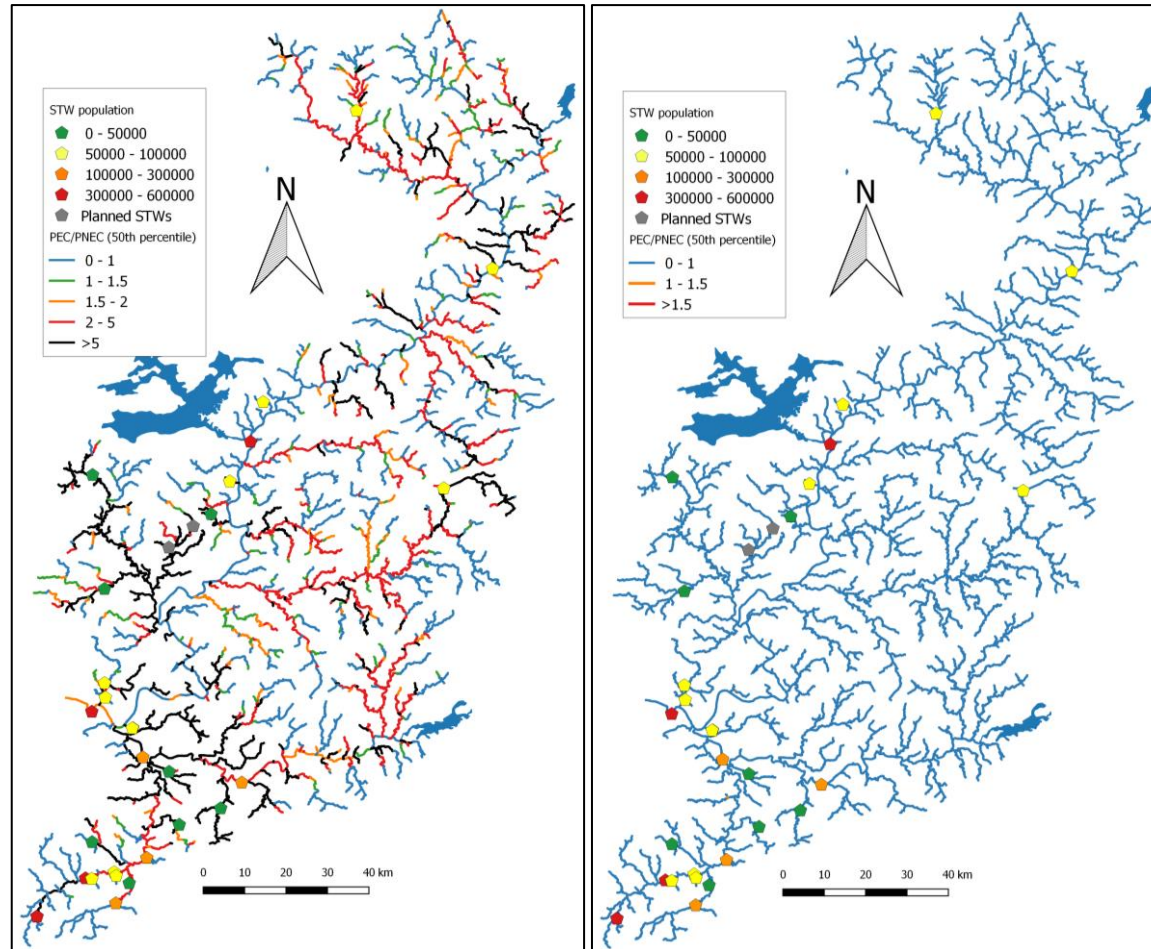 STW population
0 - 50000
50000 - 100000
100000 - 300000
300000 - 600000
Planned STWs
PEC/PNEC (50th percentile)
0 - 1
1 - 1.5
1.5 - 2
2 - 5
>5
N
0 10 20 30 40 km
STW population
0 - 50000
50000 - 100000
100000 - 300000
300000 - 600000
Planned STWs
PEC/PNEC (50th percentile)
0 - 1
1 - 1.5
>1.5
N
0 10 20 30 40 km